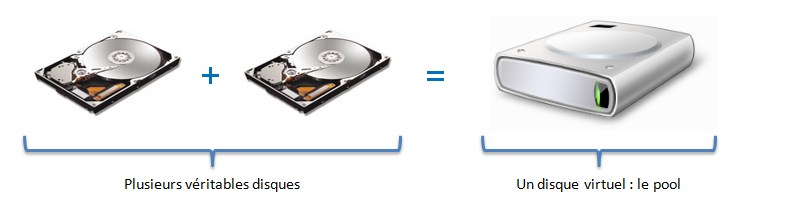 +
=
Plusieurs véritables disques
Un disque virtuel : le pool